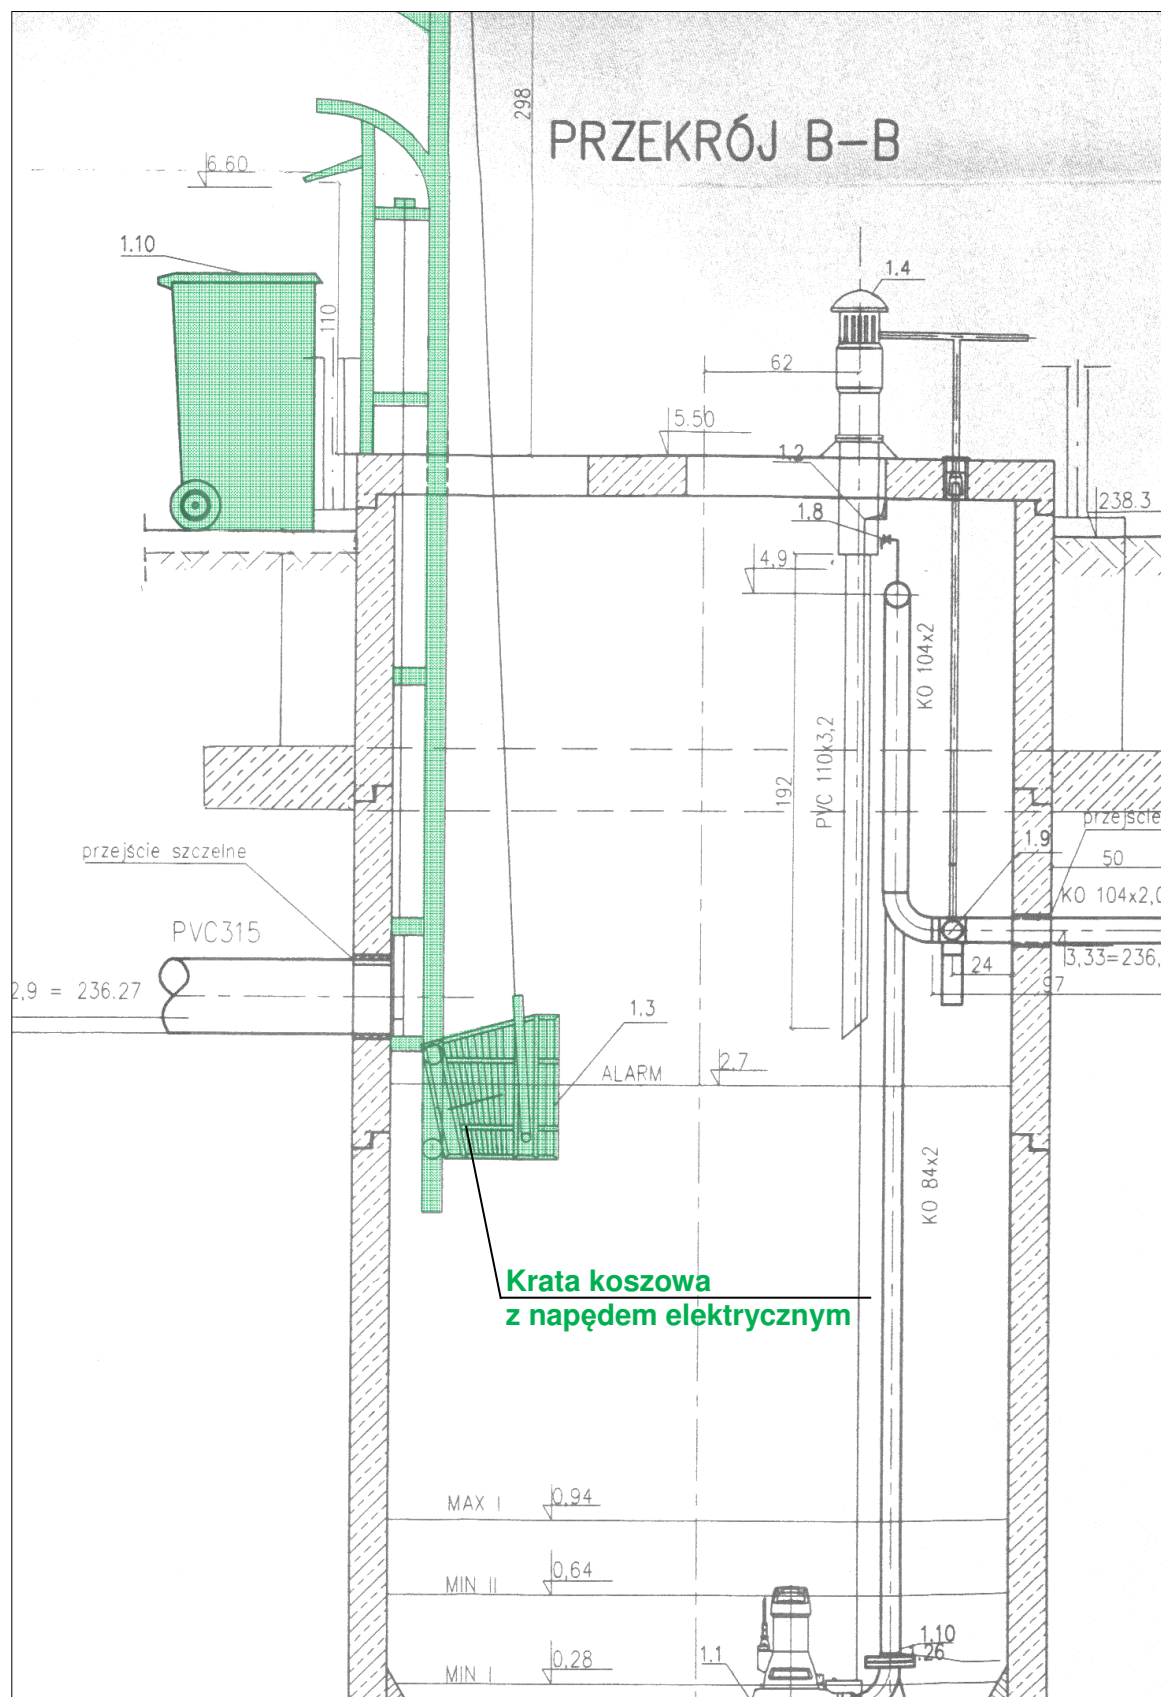 298
PRZEKRÓJ B-B
6.60
1.10
1.4
110
62
5.50
1.2
1.8
238.3
4,9
KO 104x2
PVC 110x3,2
192
przejście
1.9
50
przejście szczelne
KO 104x2,0
PVC315
3,33=236,
24
97
2,9 = 236.27
1.3
ALARM
2.7
KO 84x2
Krata koszowa
z napędem elektrycznym
MAX I
0,94
MIN II
0,64
1.10
1.26
1.1
MIN I
0,28